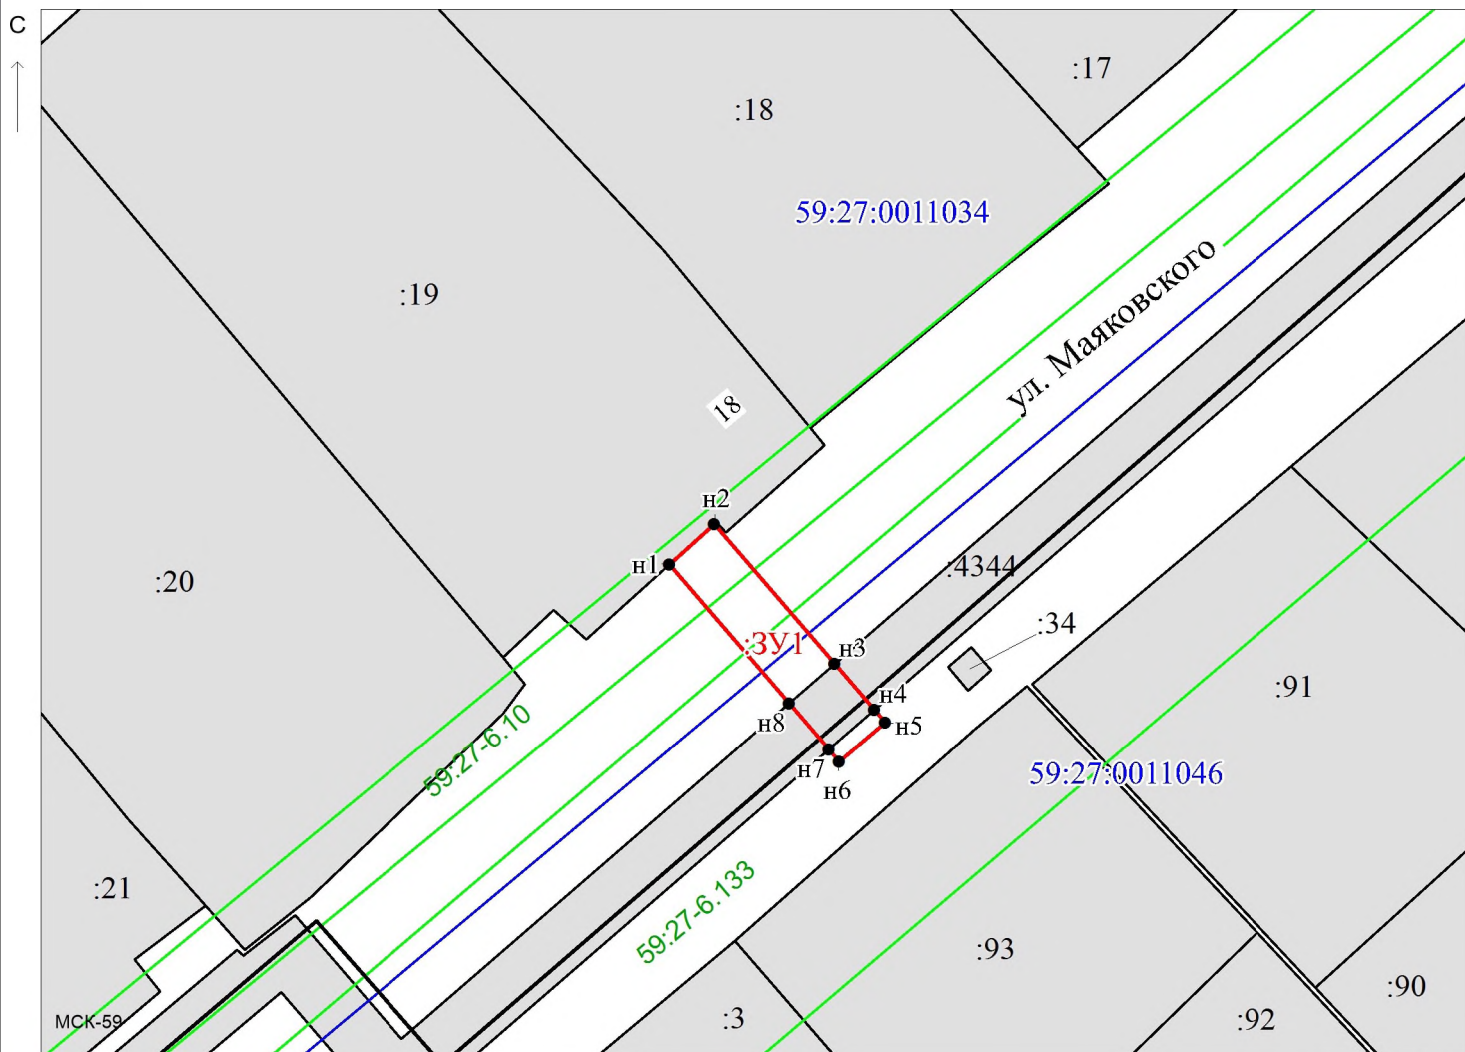 С
:17
:18
59:27:0011034
:19
ул. Маяковского
18
н2
н1
:4344
:20
:34
:ЗУ1
н3
:91
н4
н8
н5
59:27-6.10
н7
59:27:0011046
н6
:21
59:27-6.133
:93
:90
МСК-59
:3
:92